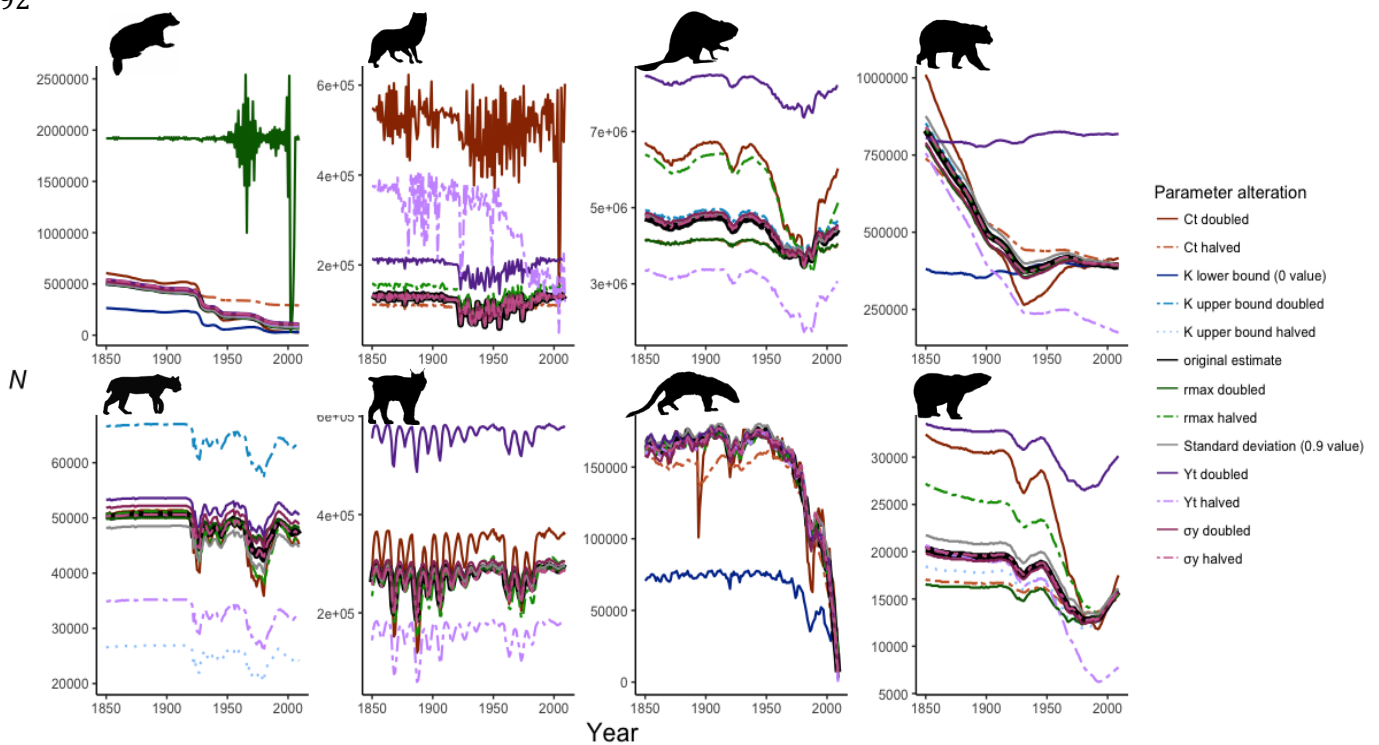 92
2500000
2000000
1500000
1000000
500000
0
1850 1900 1950 2000
6e+05
4e+05
2e+05
1850 1900 1950 2000
7e+06
5e+06
3e+06
1850 1900 1950 2000
1000000
750000
500000
250000
1850 1900 1950 2000
N
60000
50000
40000
30000
20000
1850 1900 1950 2000
6e+05
4e+05
2e+05
1850 1900 1950 2000
150000
100000
50000
0
1850 1900 1950 2000
30000
25000
20000
15000
10000
5000
1850 1900 1950 2000
Year
Parameter alteration
Ct doubled
Ct halved
K lower bound (0 value)
K upper bound doubled
K upper bound halved
original estimate
rmax doubled
rmax halved
Standard deviation (0.9 value)
Yt doubled
Yt halved
σy doubled
σy halved